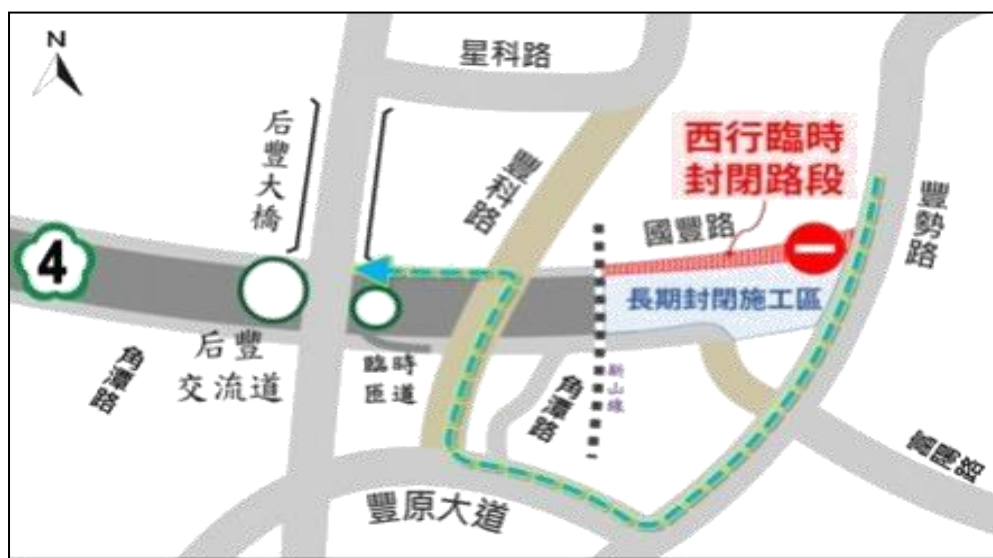 N
星科路
西行臨時
封閉路段
后豐大橋
豐科路
國豐路
豐勢路
4
長期封閉施工區
后豐
交流道
臨時
匝道
角潭路
角潭路
新山線
豐原大道